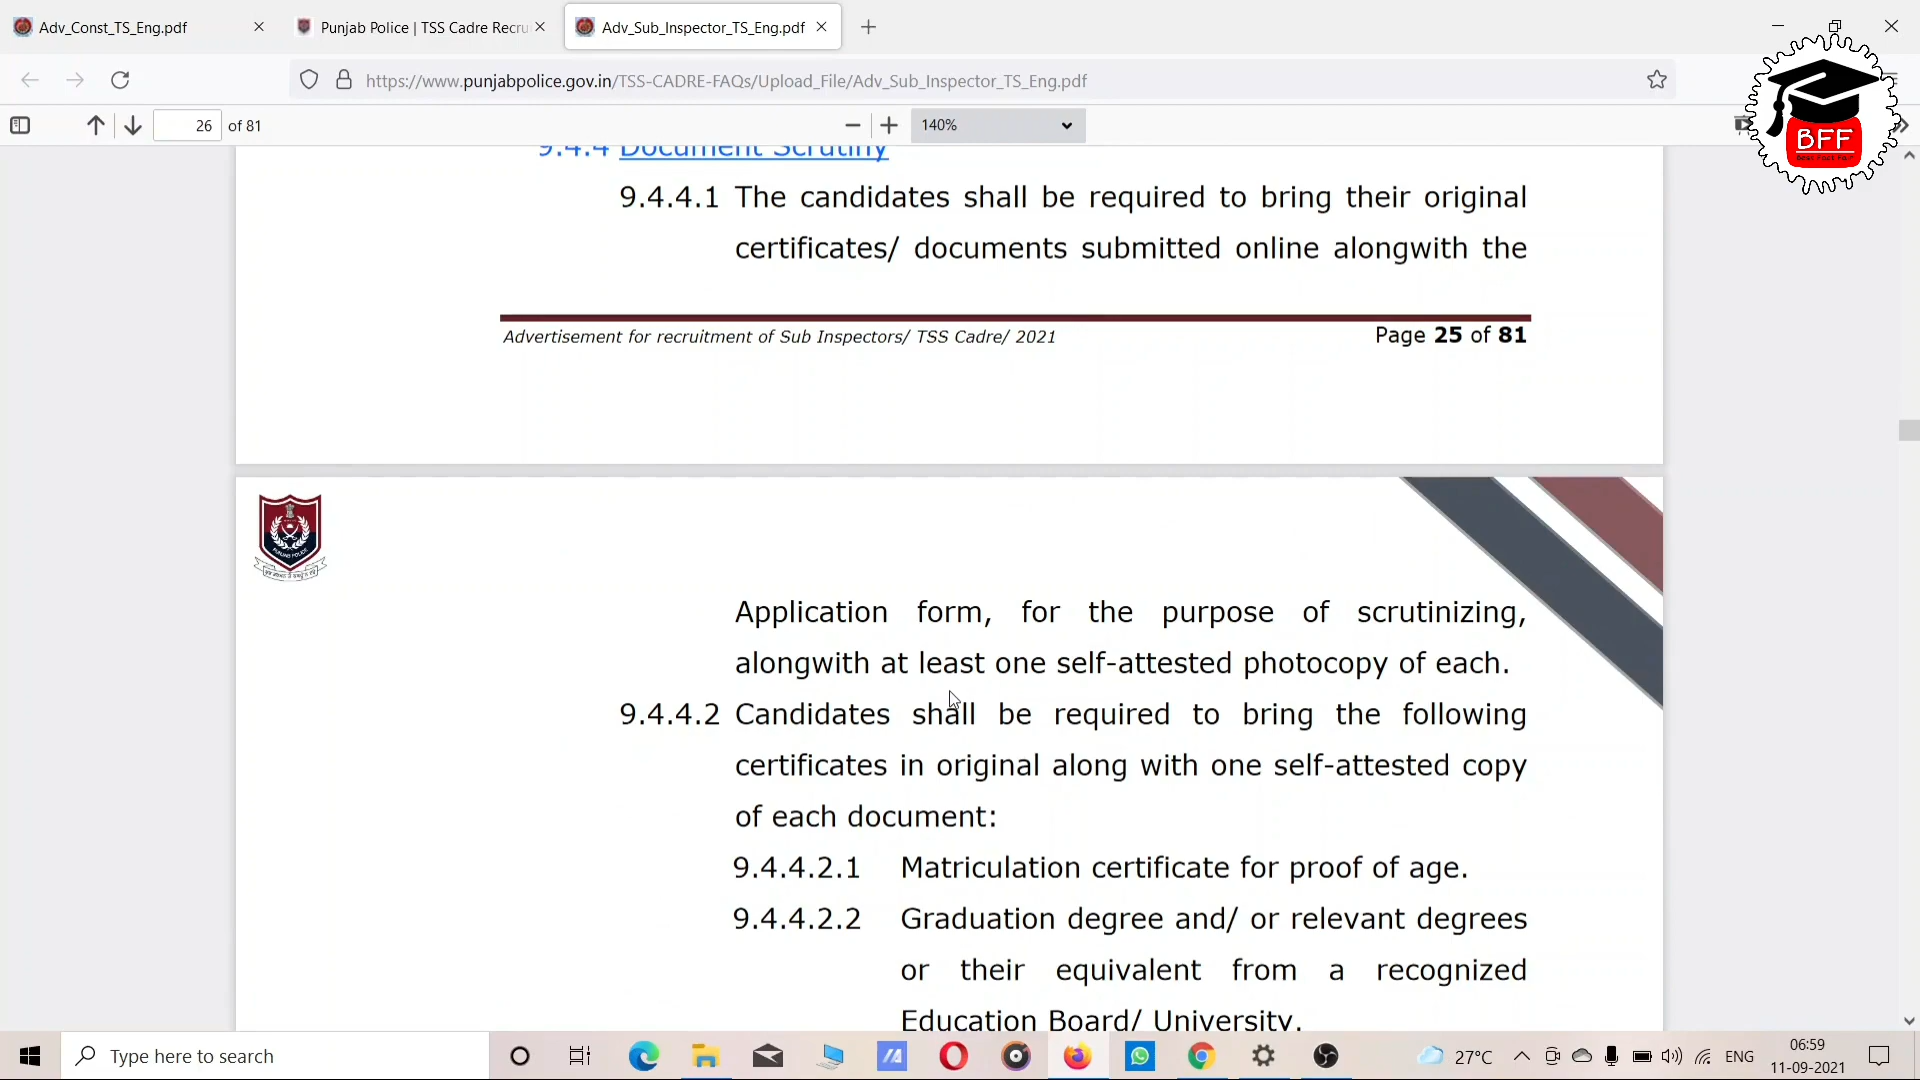 Adv_Const_TS_Eng.pdf
Punjab Police | TSS Cadre Recru
Adv_Sub_Inspector_TS_Eng.pdf
https://www.punjabpolice.gov.in/TSS-CADRE-FAQs/Upload_File/Adv_Sub_Inspector_TS_Eng.pdf
26 of 81
140%
BFF
9.4.4 Document Scrutiny
9.4.4.1 The candidates shall be required to bring their original
certificates/ documents submitted online alongwith the
Advertisement for recruitment of Sub Inspectors/ TSS Cadre/ 2021
Page 25 of 81
PUNJAB POLICE
Application form, for the purpose of scrutinizing,
alongwith at least one self-attested photocopy of each.
9.4.4.2 Candidates shall be required to bring the following
certificates in original along with one self-attested copy
of each document:
9.4.4.2.1 Matriculation certificate for proof of age.
9.4.4.2.2 Graduation degree and/ or relevant degrees
or their equivalent from a recognized
Education Board/ University.
Type here to search
27°C
ENG
06:59
11-09-2021